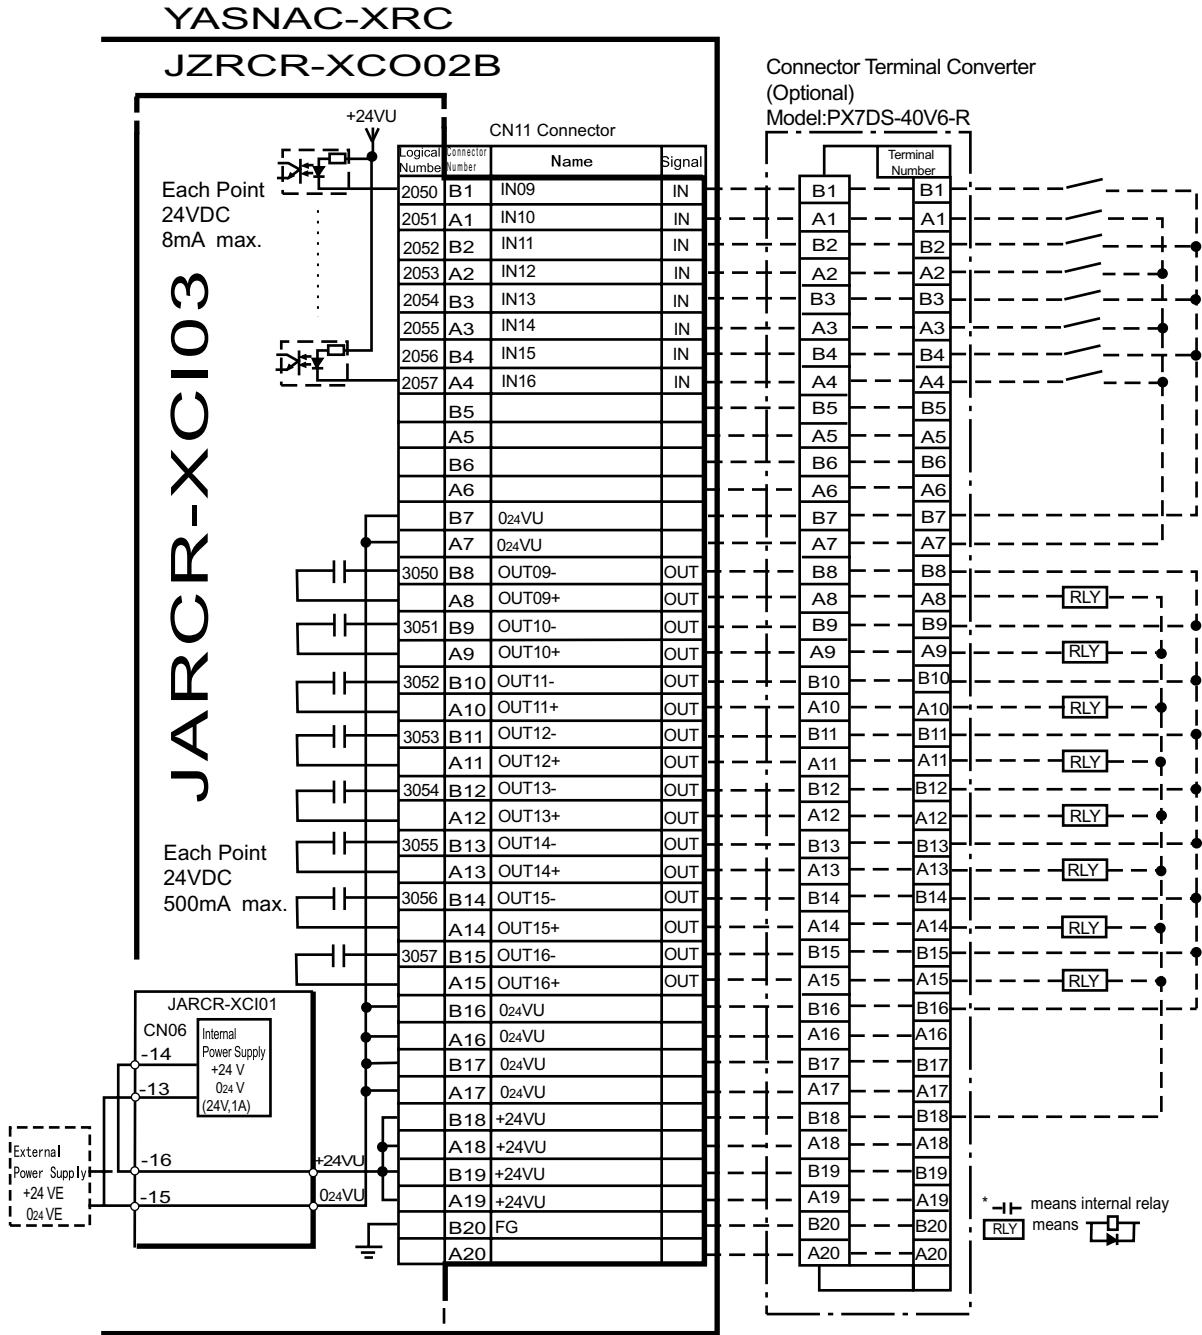 YASNAC-XRC
JZRCR-XCO02B
JARCR-XCI03
+24VU
Each Point
24VDC
8mA max.
Each Point
24VDC
500mA max.
CN11 Connector
Logical Numbe Connector Number Name Signal
2050 B1 IN09 IN
2051 A1 IN10 IN
2052 B2 IN11 IN
2053 A2 IN12 IN
2054 B3 IN13 IN
2055 A3 IN14 IN
2056 B4 IN15 IN
2057 A4 IN16 IN
B5
A5
B6
A6
B7 024VU
A7 024VU
3050 B8 OUT09- OUT
A8 OUT09+ OUT
3051 B9 OUT10- OUT
A9 OUT10+ OUT
3052 B10 OUT11- OUT
A10 OUT11+ OUT
3053 B11 OUT12- OUT
A11 OUT12+ OUT
3054 B12 OUT13- OUT
A12 OUT13+ OUT
3055 B13 OUT14- OUT
A13 OUT14+ OUT
3056 B14 OUT15- OUT
A14 OUT15+ OUT
3057 B15 OUT16- OUT
A15 OUT16+ OUT
B16 024VU
A16 024VU
B17 024VU
A17 024VU
B18 +24VU
A18 +24VU
B19 +24VU
A19 +24VU
B20 FG
A20
Connector Terminal Converter
(Optional)
Model:PX7DS-40V6-R
Terminal
Number
B1 B1
A1 A1
B2 B2
A2 A2
B3 B3
A3 A3
B4 B4
A4 A4
B5 B5
A5 A5
B6 B6
A6 A6
B7 B7
A7 A7
B8 B8
A8 A8 RLY
B9 B9
A9 A9 RLY
B10 B10
A10 A10 RLY
B11 B11
A11 A11 RLY
B12 B12
A12 A12 RLY
B13 B13
A13 A13 RLY
B14 B14
A14 A14 RLY
B15 B15
A15 A15 RLY
B16 B16
A16 A16
B17 B17
A17 A17
B18 B18
A18 A18
B19 B19
A19 A19
B20 B20
A20 A20
JARCR-XCI01
CN06
-14
-13
-16
-15
Internal
Power Supply
+24 V
024 V
(24V,1A)
+24VU
024VU
External
Power Supply
+24 VE
024 VE
* means internal relay
RLY means